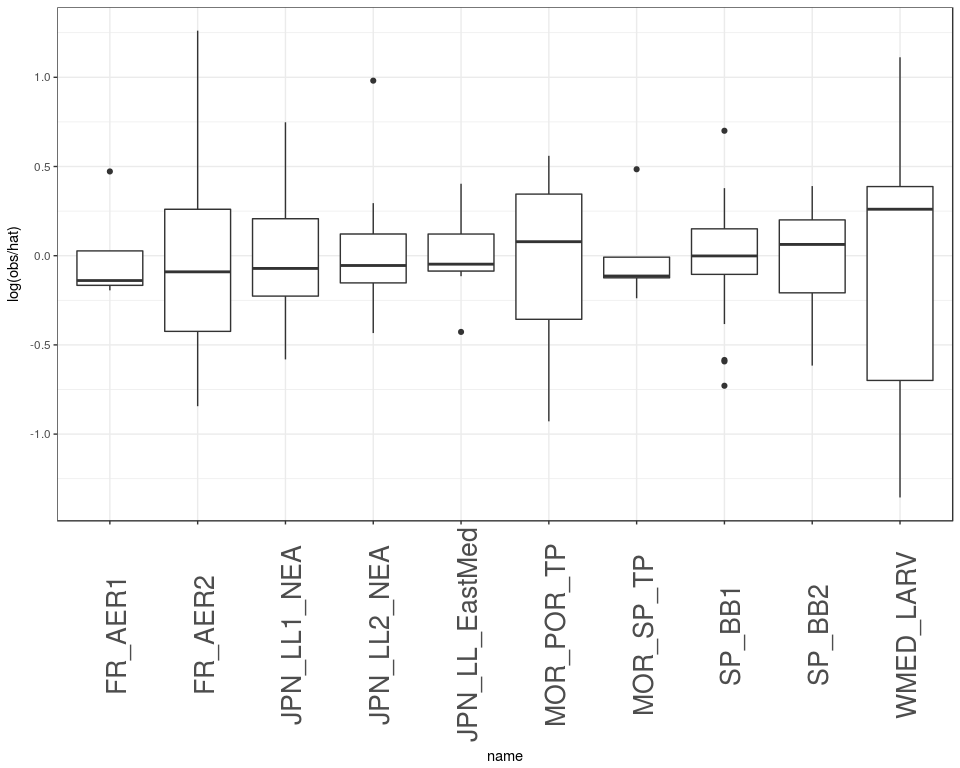 log(obs/hat)
1.0
0.5
0.0
-0.5
-1.0
FR_AER1
FR_AER2
JPN_LL1_NEA
JPN_LL2_NEA
JPN_LL_EastMed
MOR_POR_TP
MOR_SP_TP
SP_BB1
SP_BB2
WMED_LARV
name